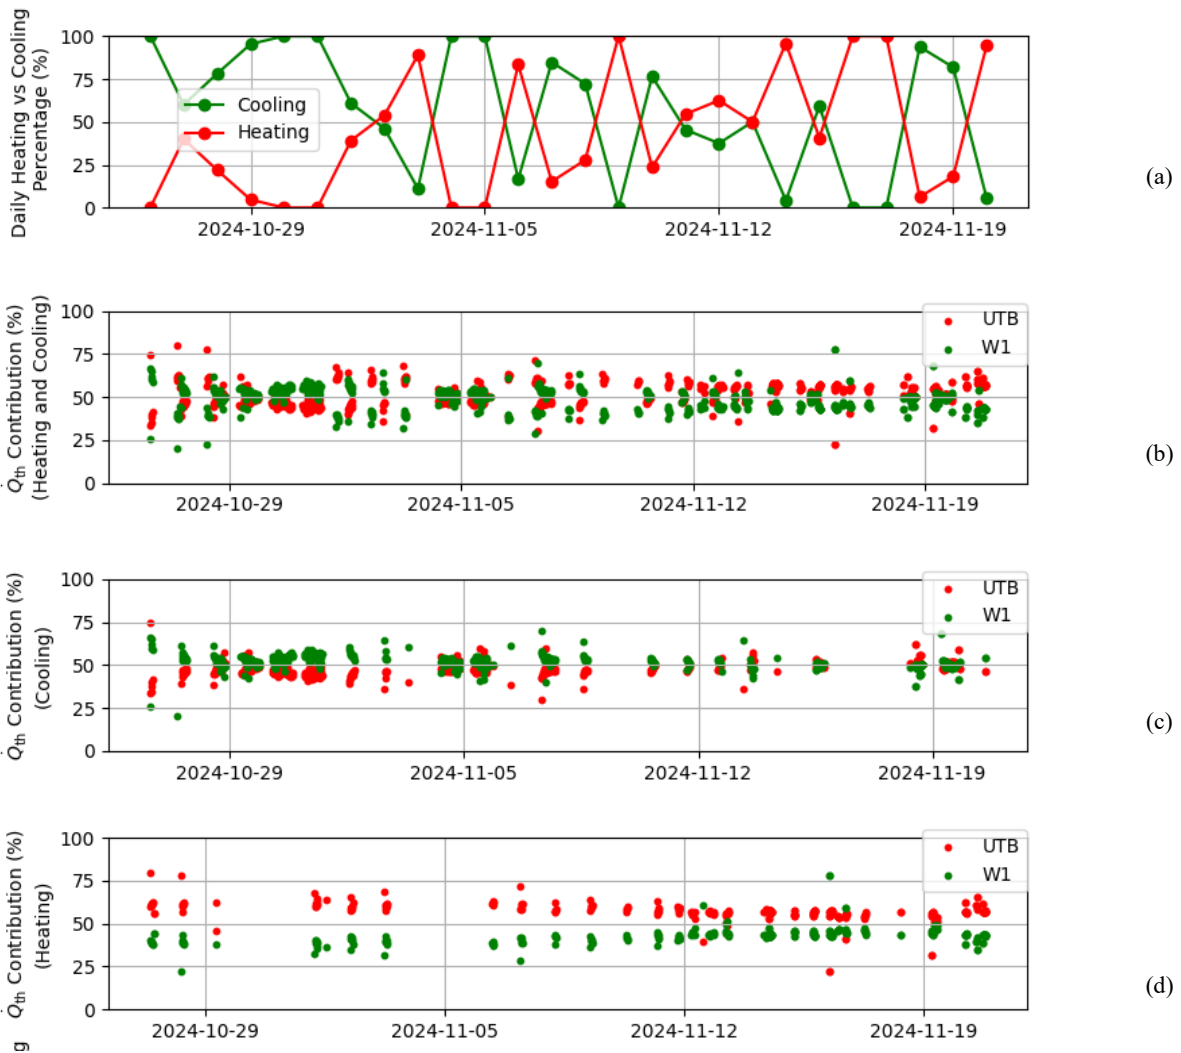 Daily Heating vs Cooling
Percentage (%)
100
75
50
25
0
Cooling
Heating
2024-10-29
2024-11-05
2024-11-12
2024-11-19
(a)
Q̇th Contribution (%)
(Heating and Cooling)
100
75
50
25
0
UTB
W1
2024-10-29
2024-11-05
2024-11-12
2024-11-19
(b)
Q̇th Contribution (%)
(Cooling)
100
75
50
25
0
UTB
W1
2024-10-29
2024-11-05
2024-11-12
2024-11-19
(c)
Q̇th Contribution (%)
(Heating)
100
75
50
25
0
UTB
W1
2024-10-29
2024-11-05
2024-11-12
2024-11-19
(d)